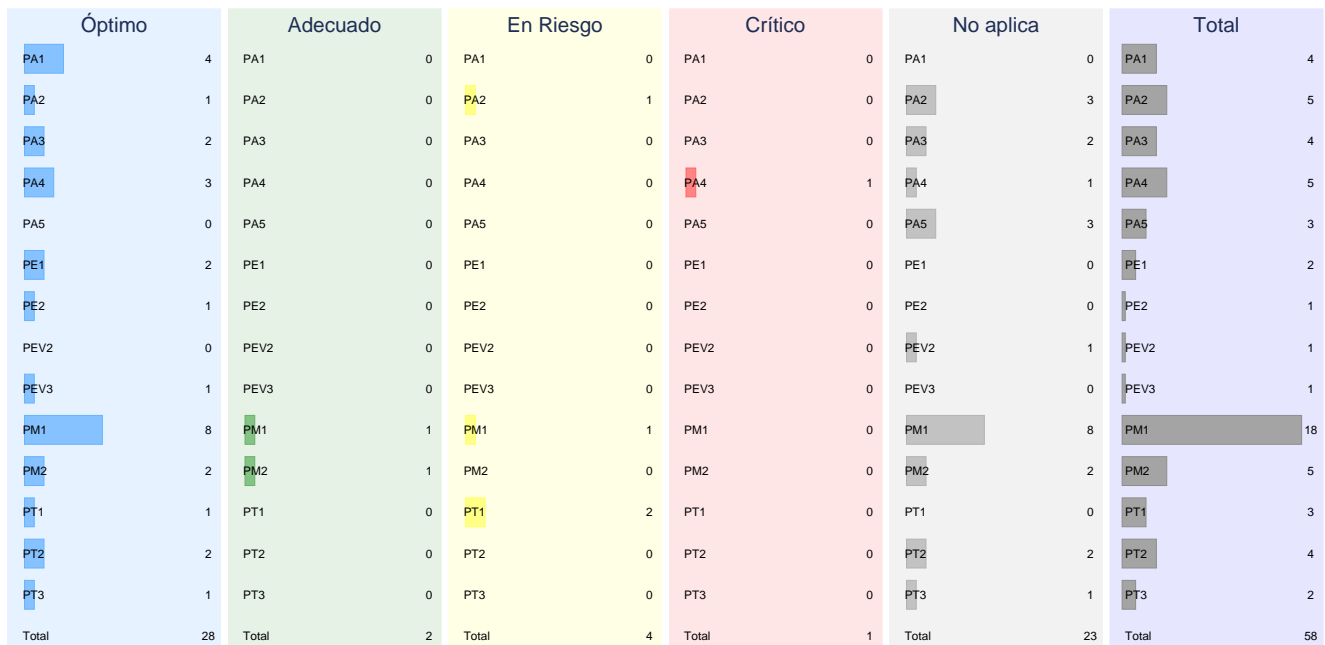 Óptimo Adecuado En Riesgo Crítico No aplica Total
PA1 4 PA1 0 PA1 0 PA1 0 PA1 0 PA1 4
PA2 1 PA2 0 PA2 1 PA2 0 PA2 3 PA2 5
PA3 2 PA3 0 PA3 0 PA3 0 PA3 2 PA3 4
PA4 3 PA4 0 PA4 0 PA4 1 PA4 1 PA4 5
PA5 0 PA5 0 PA5 0 PA5 0 PA5 3 PA5 3
PE1 2 PE1 0 PE1 0 PE1 0 PE1 0 PE1 2
PE2 1 PE2 0 PE2 0 PE2 0 PE2 0 PE2 1
PEV2 0 PEV2 0 PEV2 0 PEV2 0 PEV2 1 PEV2 1
PEV3 1 PEV3 0 PEV3 0 PEV3 0 PEV3 0 PEV3 1
PM1 8 PM1 1 PM1 1 PM1 0 PM1 8 PM1 18
PM2 2 PM2 1 PM2 0 PM2 0 PM2 2 PM2 5
PT1 1 PT1 0 PT1 2 PT1 0 PT1 0 PT1 3
PT2 2 PT2 0 PT2 0 PT2 0 PT2 2 PT2 4
PT3 1 PT3 0 PT3 0 PT3 0 PT3 1 PT3 2
Total 28 Total 2 Total 4 Total 1 Total 23 Total 58